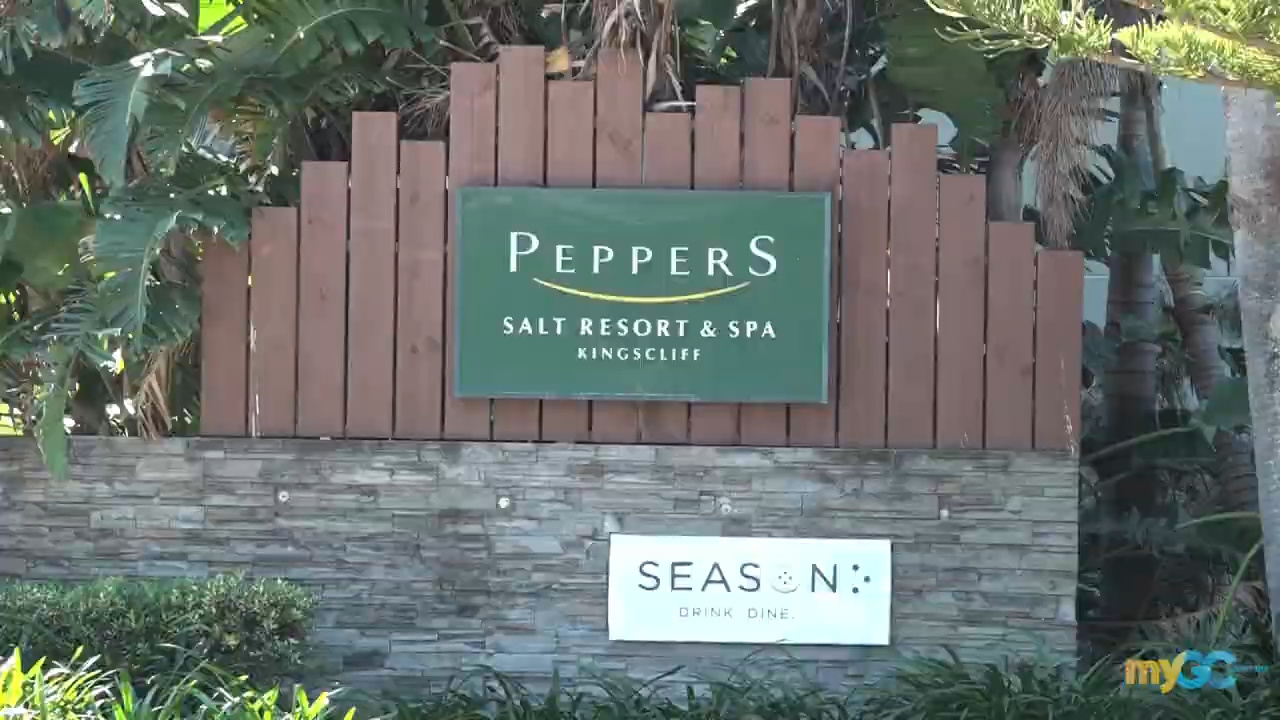 PEPPERS
SALT RESORT & SPA
KINGSCLIFF
SEASON
DRINK. DINE.
myGC